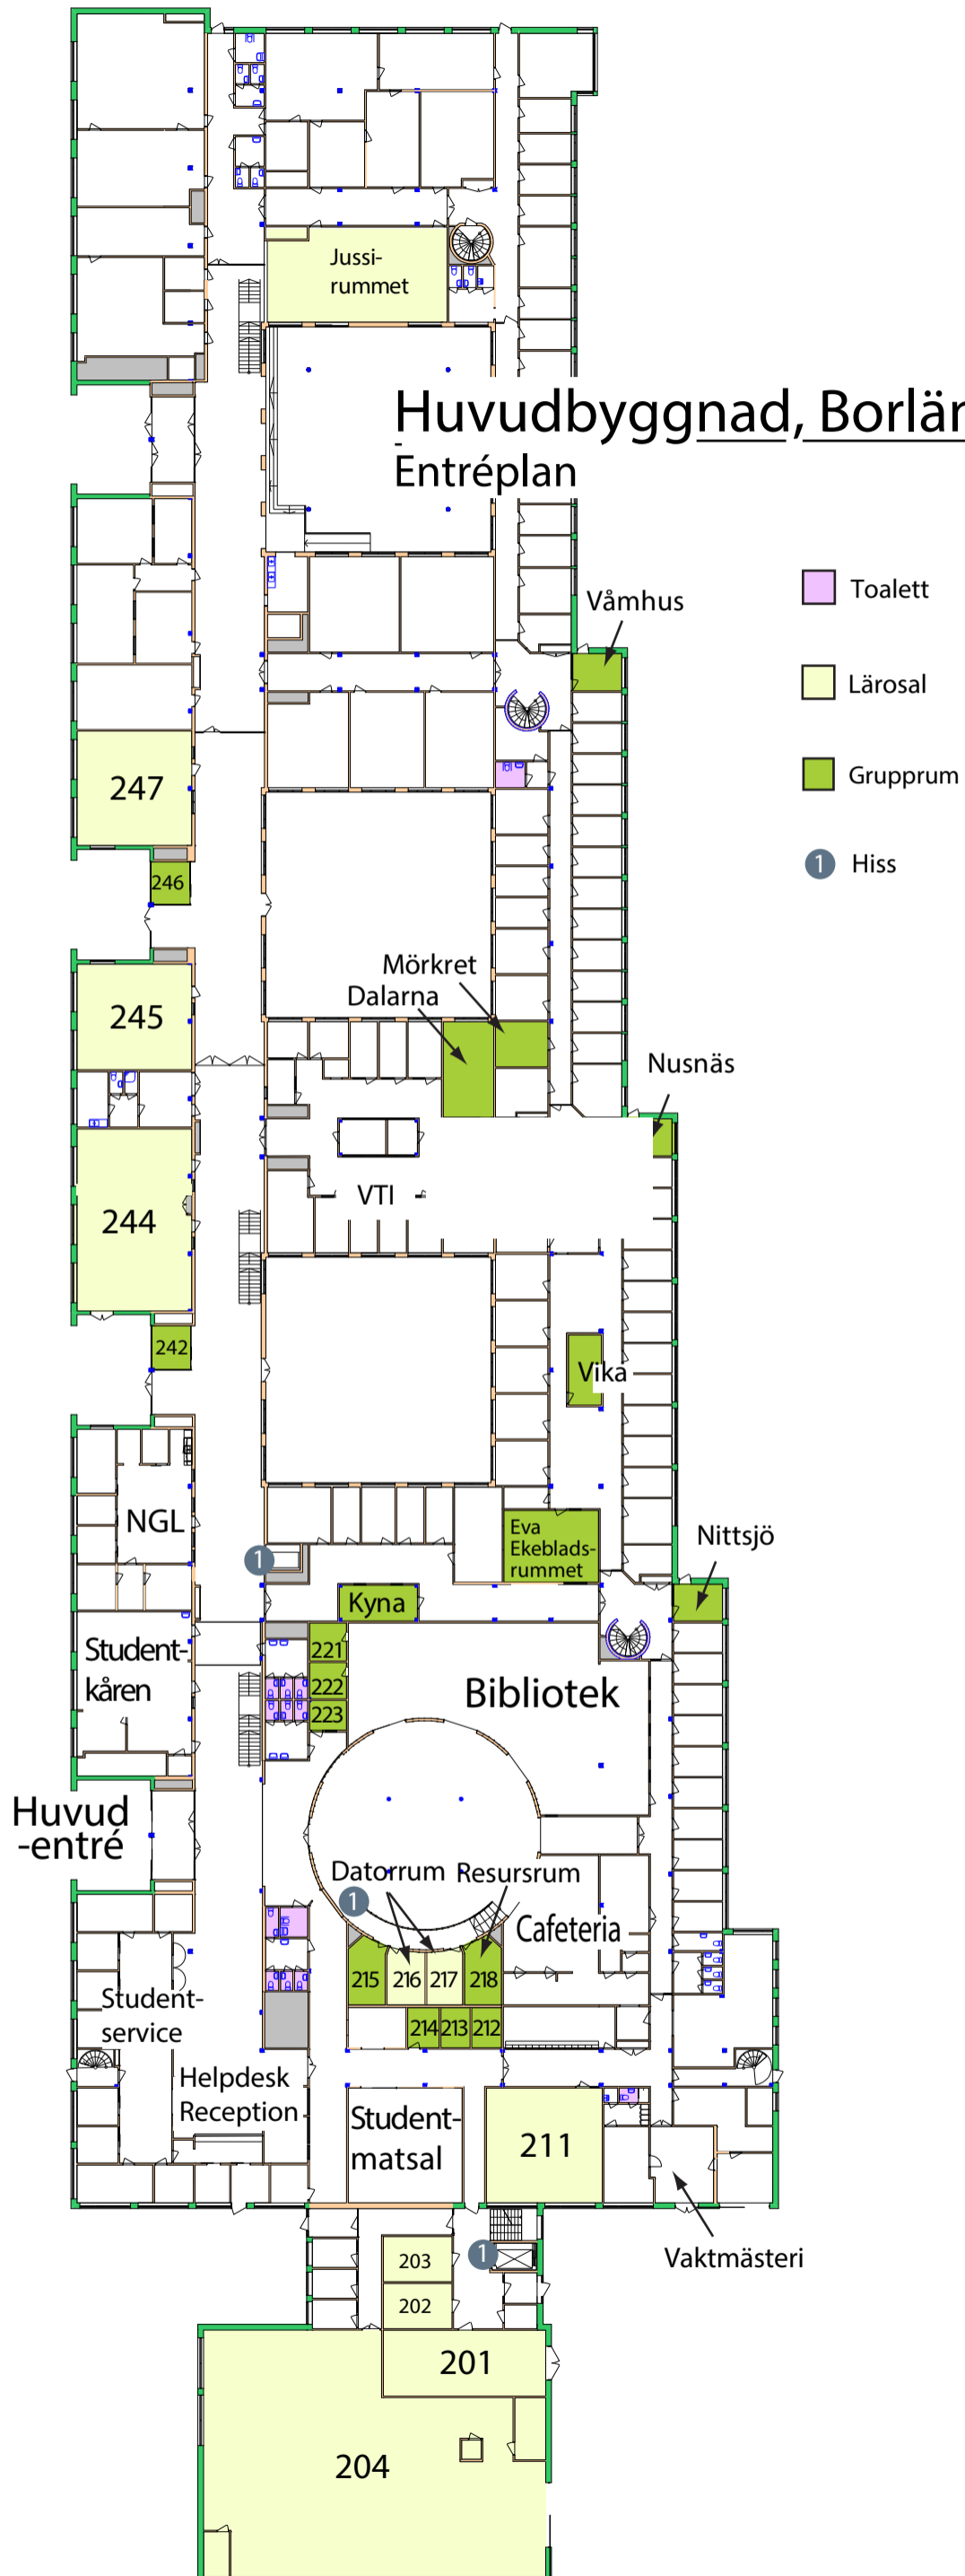 Jussi-
rummet
Huvudbyggnad, Borlän
-
Entréplan
Våmhus
Toalett
Lärosal
Grupprum
1 Hiss
247
246
Mörkret
Dalarna
245
Nusnäs
VTI
244
242
Vika
NGL
Eva
Ekeblads-
rummet
Nittsjö
1
Kyna
Student-
kåren
221
222
223
Bibliotek
Huvud
-entré
Datorrum
Resursrum
1
Cafeteria
215
216
217
218
Student-
service
214
213
212
Helpdesk
Reception
Student-
matsal
211
Vaktmästeri
203
1
202
201
204